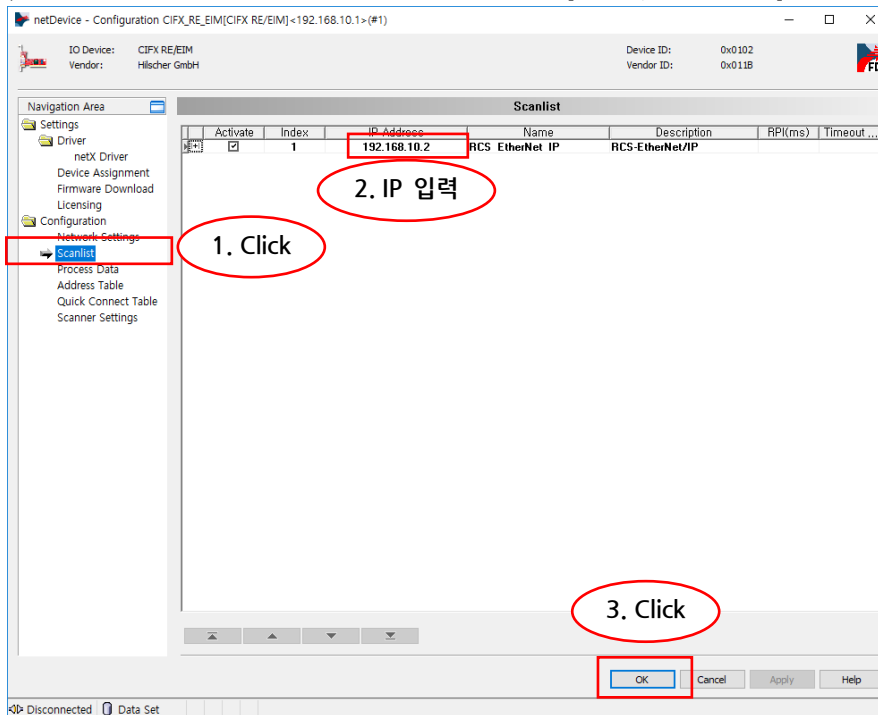 netDevice - Configuration CIFX_RE_EIM[CIFX RE/EIM]<192.168.10.1>(#1)
IO Device: CIFX RE/EIM Device ID: 0x0102
Vendor: Hilscher GmbH Vendor ID: 0x011B
FD
Navigation Area
Scanlist
Settings
Driver
netX Driver
Device Assignment
Firmware Download
Licensing
Configuration
Network Settings
Scanlist
Process Data
Address Table
Quick Connect Table
Scanner Settings
Activate Index IP Address Name Description RPI(ms) Timeout ...
1 192.168.10.2 RCS EtherNet IP RCS-EtherNet/IP
2. IP 입력
1. Click
3. Click
OK Cancel Apply Help
Disconnected Data Set